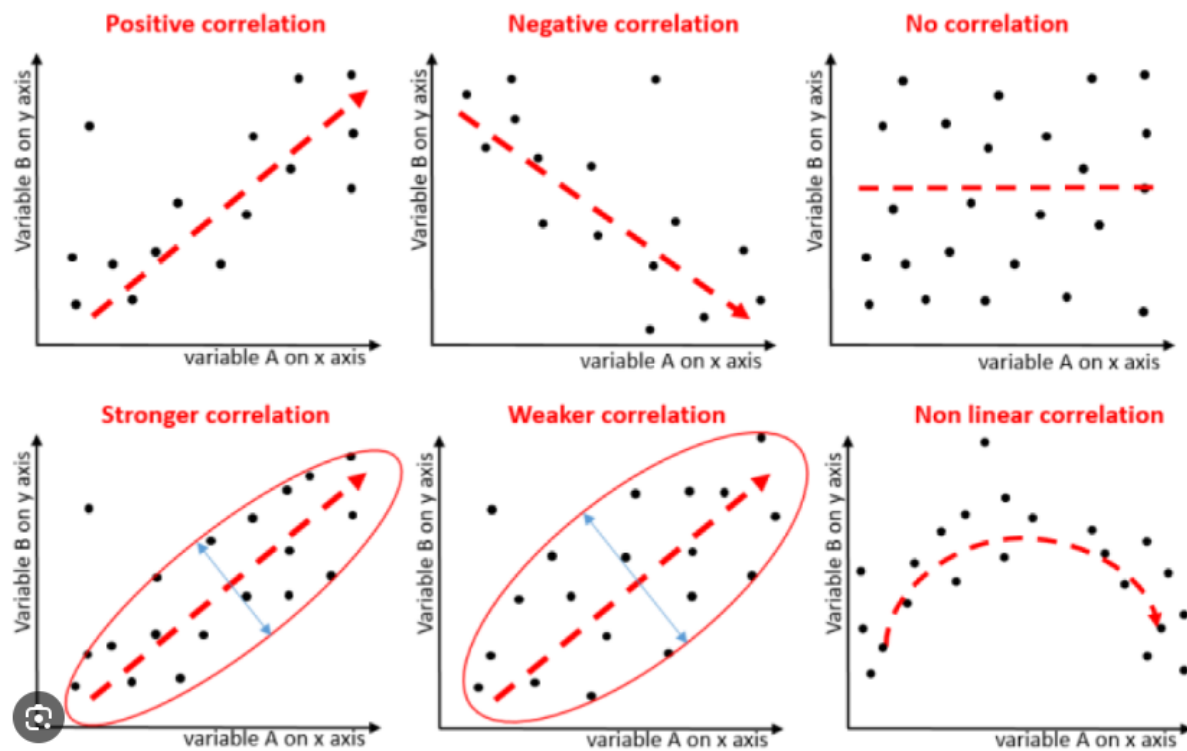 Positive correlation
Negative correlation
No correlation
Variable B on y axis
Variable B on y axis
Variable B on y axis
variable A on x axis
variable A on x axis
variable A on x axis
Stronger correlation
Weaker correlation
Non linear correlation
Variable B on y axis
Variable B on y axis
Variable B on y axis
variable A on x axis
variable A on x axis
variable A on x axis